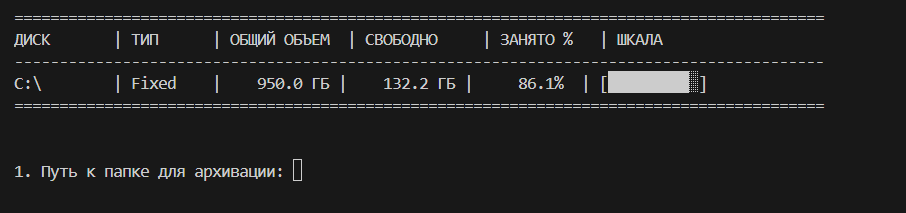 ==========================================================================================
ДИСК       | ТИП      | ОБЩИЙ ОБЪЕМ  | СВОБОДНО     | ЗАНЯТО %   | ШКАЛА
------------------------------------------------------------------------------------------
C:\        | Fixed    |    950.0 ГБ |    132.2 ГБ |     86.1%  | [█████████░]
==========================================================================================
1. Путь к папке для архивации: